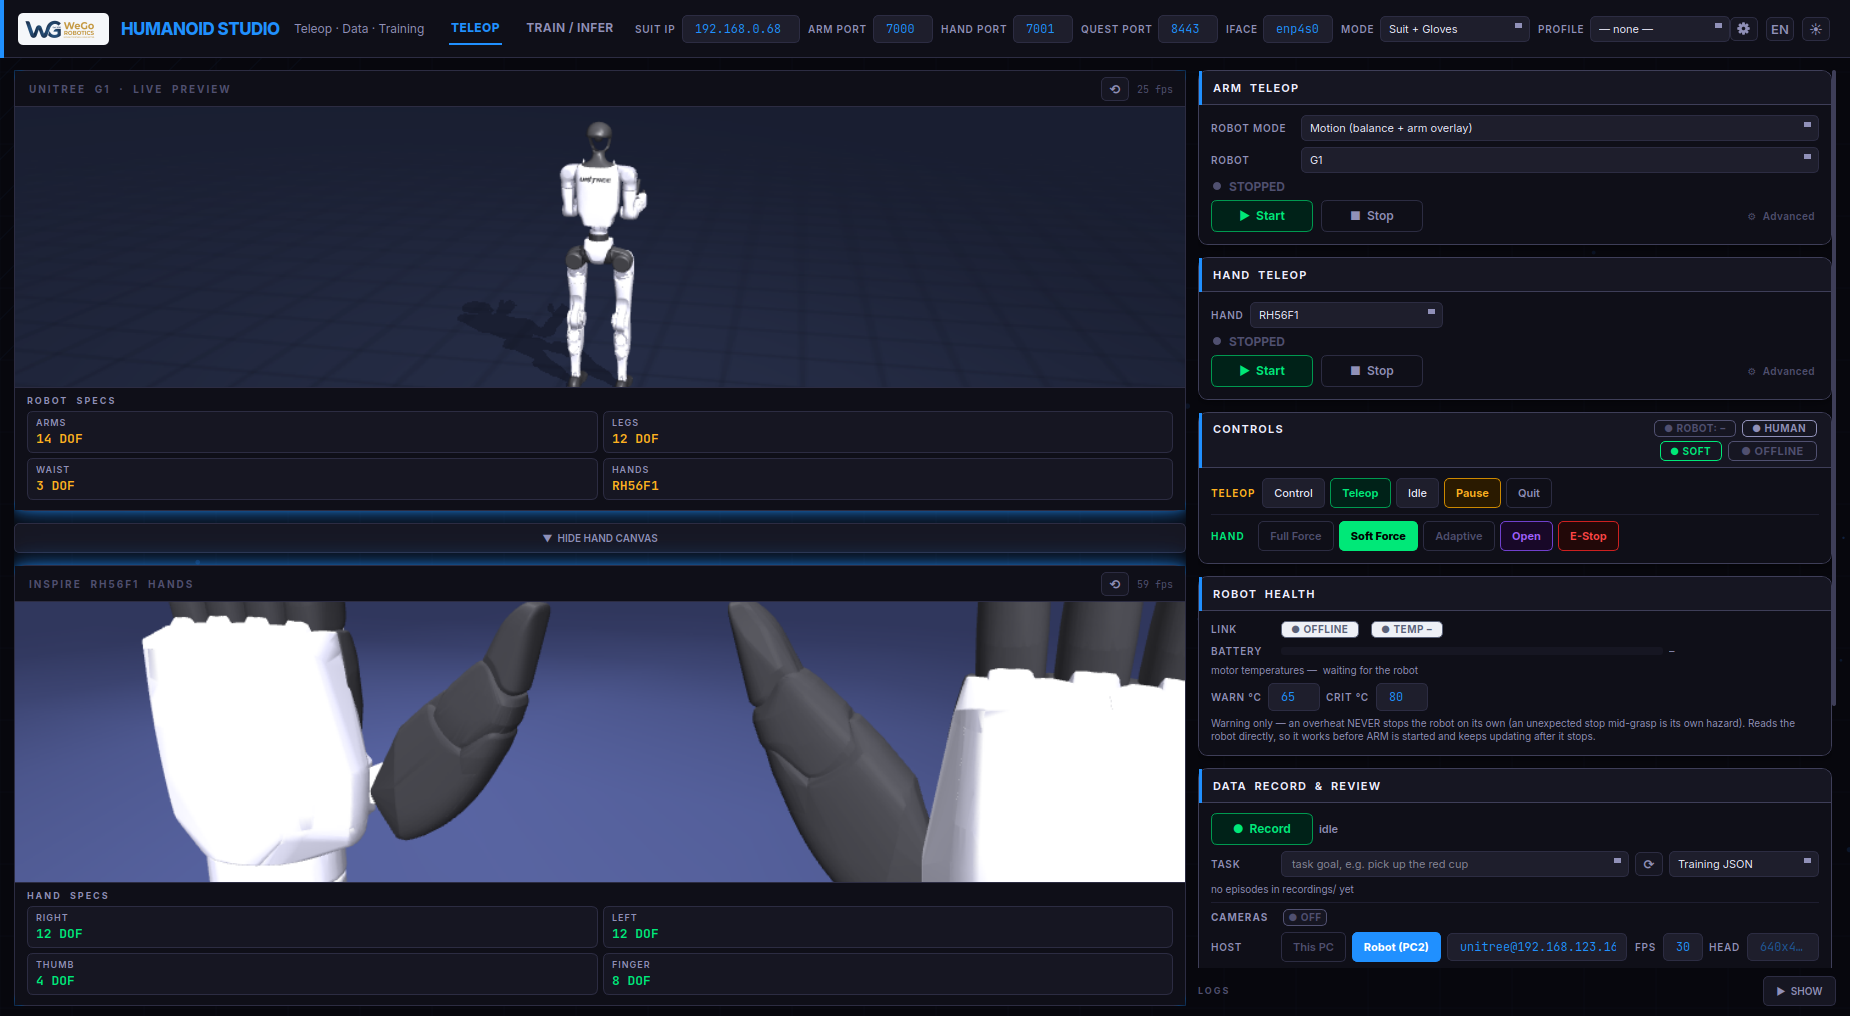 WG WeGo ROBOTICS
HUMANOID STUDIO
Teleop · Data · Training
TELEOP
TRAIN / INFER
SUIT IP 192.168.0.68
ARM PORT 7000
HAND PORT 7001
QUEST PORT 8443
IFACE enp4s0
MODE Suit + Gloves
PROFILE — none —
EN
UNITREE G1 · LIVE PREVIEW
25 fps
unitree
ROBOT SPECS
ARMS
14 DOF
LEGS
12 DOF
WAIST
3 DOF
HANDS
RH56F1
▼ HIDE HAND CANVAS
INSPIRE RH56F1 HANDS
59 fps
HAND SPECS
RIGHT
12 DOF
LEFT
12 DOF
THUMB
4 DOF
FINGER
8 DOF
ARM TELEOP
ROBOT MODE Motion (balance + arm overlay)
ROBOT G1
STOPPED
▶ Start
■ Stop
Advanced
HAND TELEOP
HAND RH56F1
STOPPED
▶ Start
■ Stop
Advanced
CONTROLS
ROBOT: –
HUMAN
SOFT
OFFLINE
TELEOP Control Teleop Idle Pause Quit
HAND Full Force Soft Force Adaptive Open E-Stop
ROBOT HEALTH
LINK OFFLINE TEMP –
BATTERY –
motor temperatures — waiting for the robot
WARN °C 65 CRIT °C 80
Warning only — an overheat NEVER stops the robot on its own (an unexpected stop mid-grasp is its own hazard). Reads the
robot directly, so it works before ARM is started and keeps updating after it stops.
DATA RECORD & REVIEW
● Record idle
TASK task goal, e.g. pick up the red cup
Training JSON
no episodes in recordings/ yet
CAMERAS OFF
HOST This PC Robot (PC2) unitree@192.168.123.16 FPS 30 HEAD 640x4…
LOGS
▶ SHOW